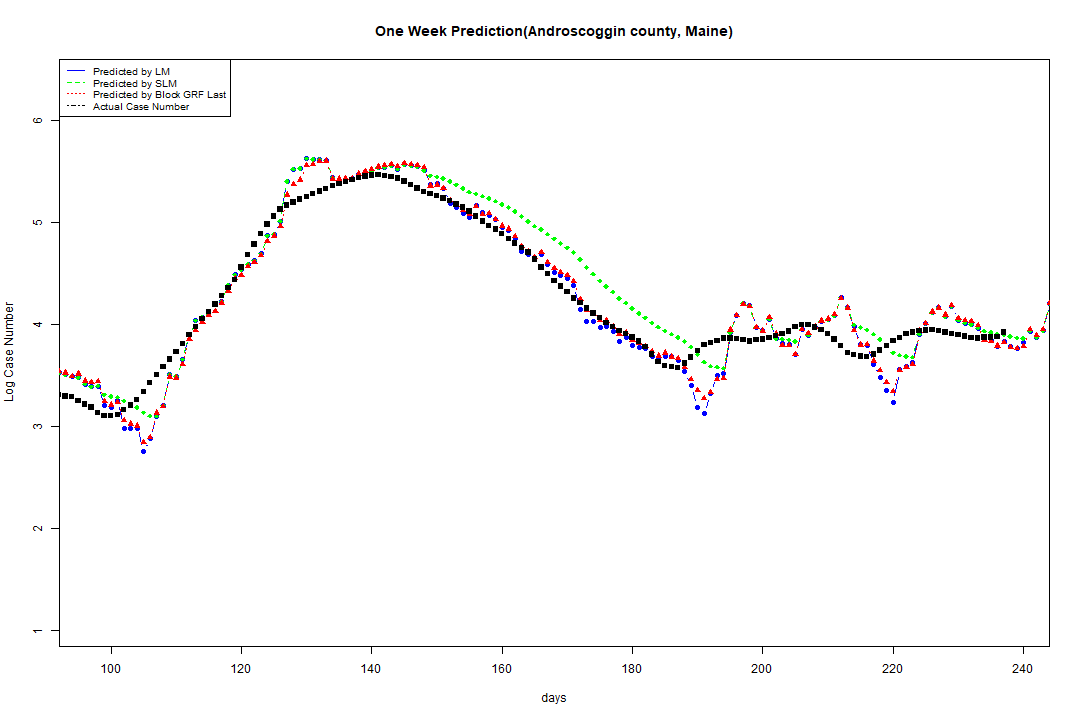 One Week Prediction(Androscoggin county, Maine)
Predicted by LM
Predicted by SLM
Predicted by Block GRF Last
Actual Case Number
6
5
4
3
2
1
Log Case Number
100 120 140 160 180 200 220 240
days